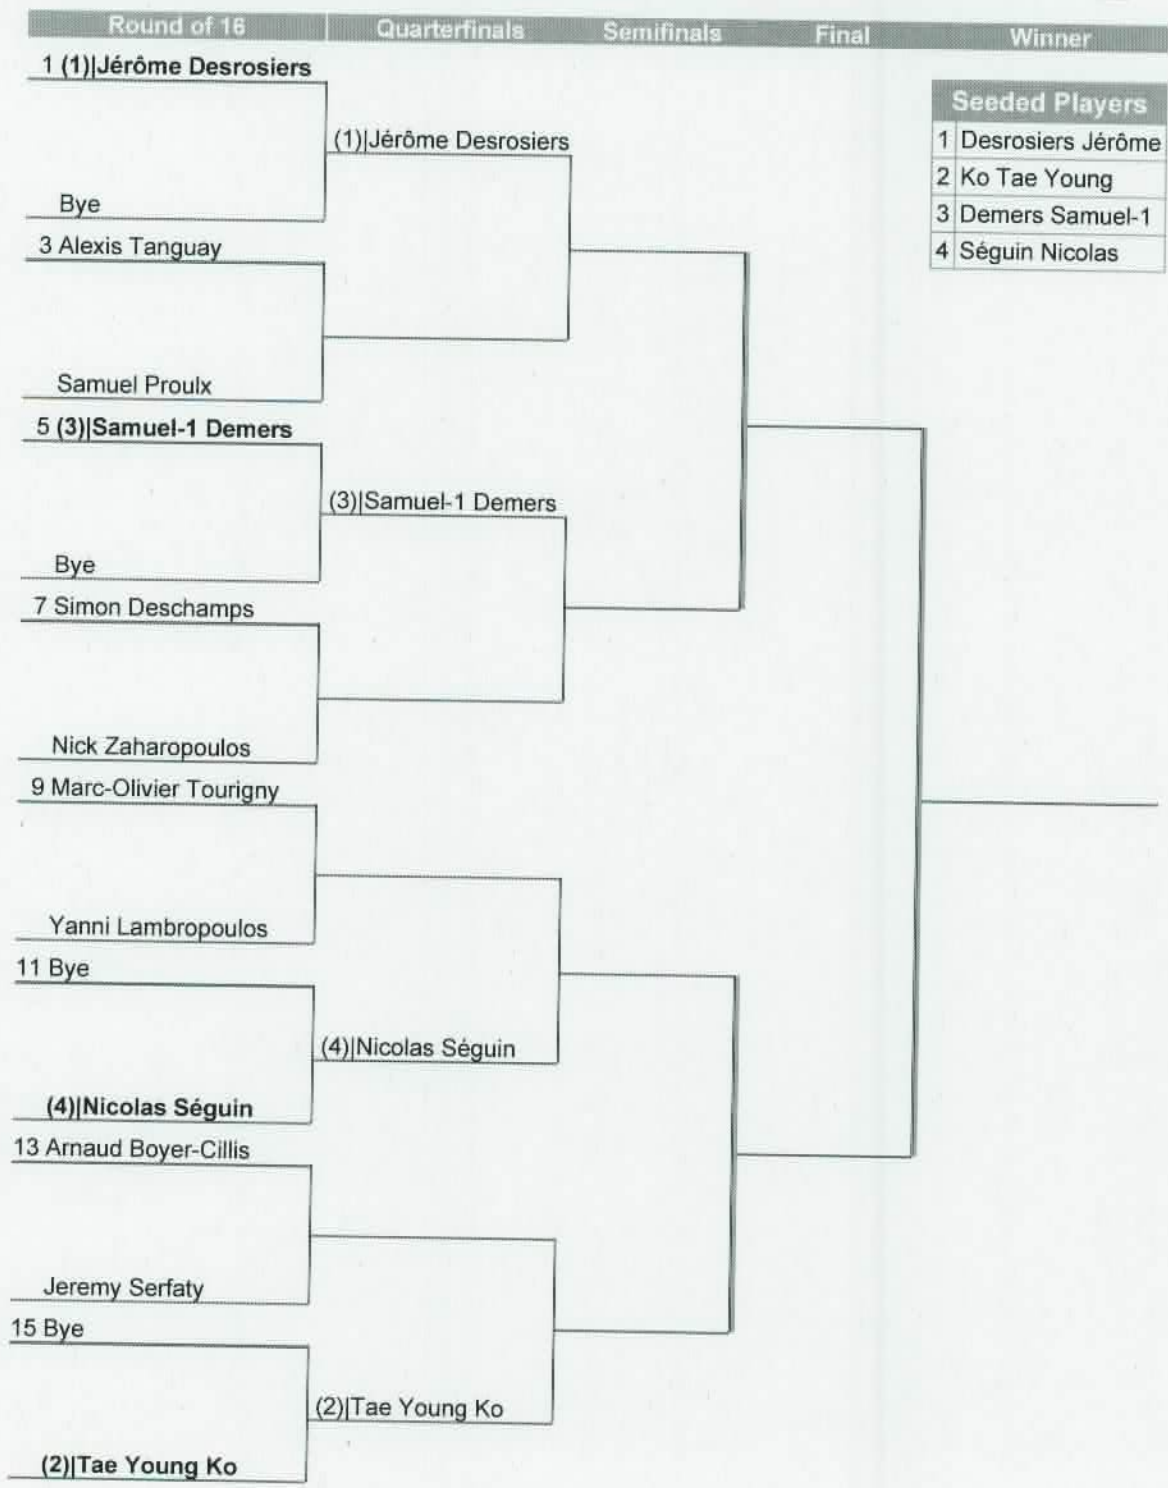 Round of 16 Quarterfinals Semifinals Final Winner
1 (1)|Jérôme Desrosiers
Seeded Players
1 Desrosiers Jérôme
2 Ko Tae Young
3 Demers Samuel-1
4 Séguin Nicolas
(1)|Jérôme Desrosiers
Bye
3 Alexis Tanguay
Samuel Proulx
5 (3)|Samuel-1 Demers
(3)|Samuel-1 Demers
Bye
7 Simon Deschamps
Nick Zaharopoulos
9 Marc-Olivier Tourigny
Yanni Lambropoulos
11 Bye
(4)|Nicolas Séguin
(4)|Nicolas Séguin
13 Arnaud Boyer-Cillis
Jeremy Serfaty
15 Bye
(2)|Tae Young Ko
(2)|Tae Young Ko